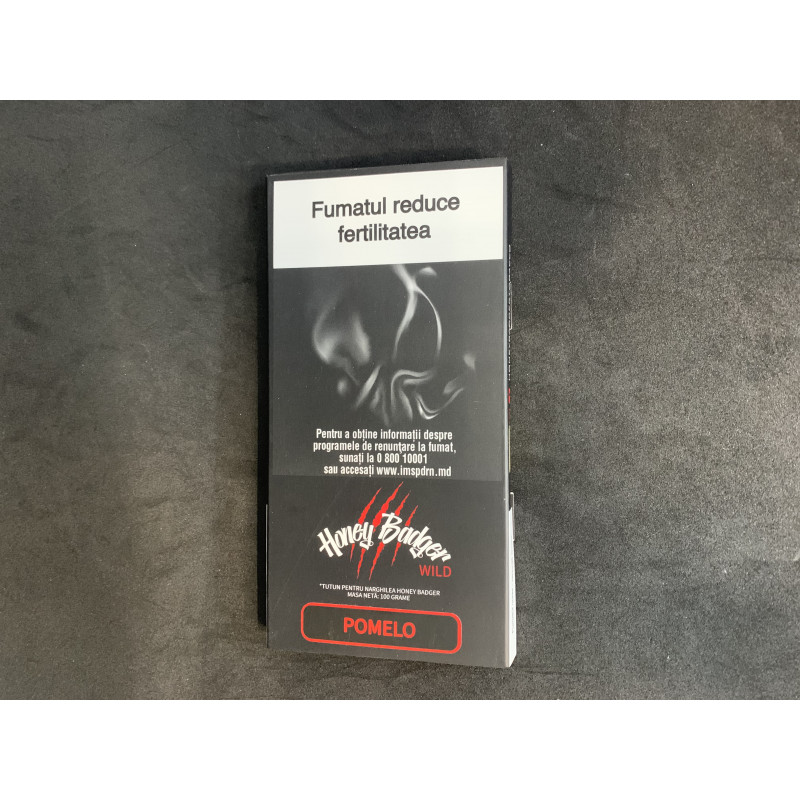 Fumatul reduce
fertilitatea
Pentru a obține informații despre
programele de renunțare la fumat,
sunați la 0 800 10001
sau accesați www.imspdrn.md
Honey Badger
WILD
*TUTUN PENTRU NARGHILEA HONEY BADGER
MASA NETĂ: 100 GRAME
POMELO